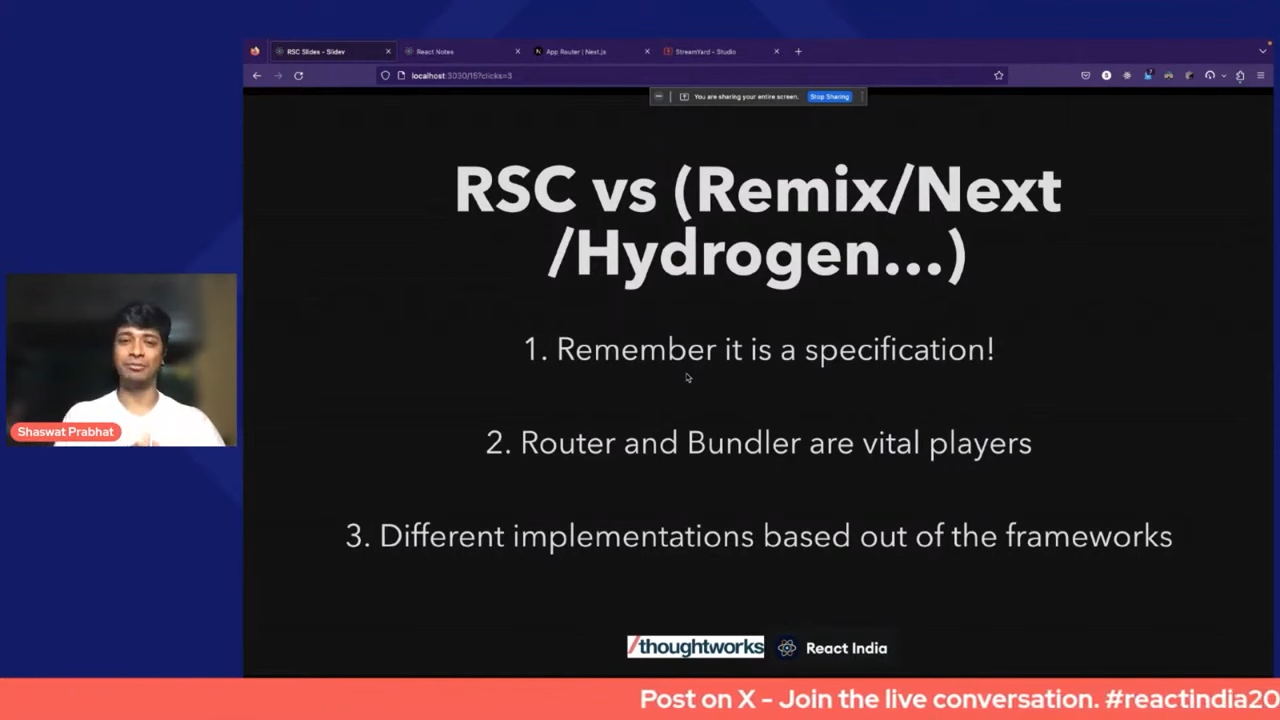 RSC Slides - Slidev
React Notes
App Router | Next.js
StreamYard - Studio
localhost:3030/15?clicks=3
You are sharing your entire screen.
Stop Sharing
RSC vs (Remix/Next
/Hydrogen...)
1. Remember it is a specification!
2. Router and Bundler are vital players
3. Different implementations based out of the frameworks
Shaswat Prabhat
/thoughtworks
React India
Post on X - Join the live conversation. #reactindia20